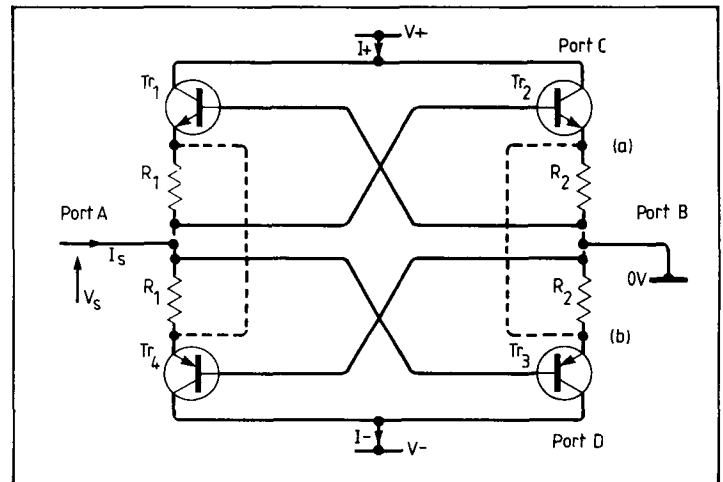 V+
I+
Port C
Tr1
Tr2
(a)
R1
R2
Port A
Port B
Is
Vs
0V
R1
R2
(b)
Tr4
Tr3
I-
V-
Port D